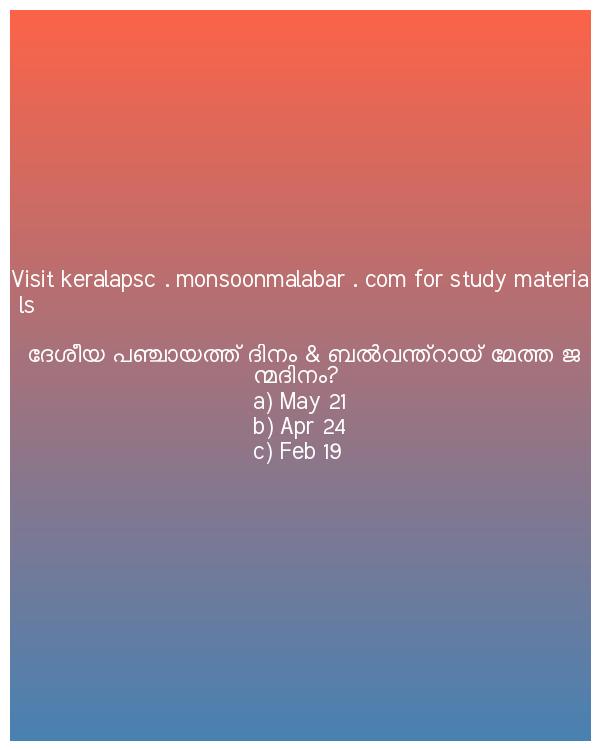 Visit keralapsc . monsoonmalabar . com for study materia
ls
ദേശീയ പഞ്ചായത്ത് ദിനം & ബൽവന്ത്റായ് മേത്ത ജ
ന്മദിനം?
a) May 21
b) Apr 24
c) Feb 19